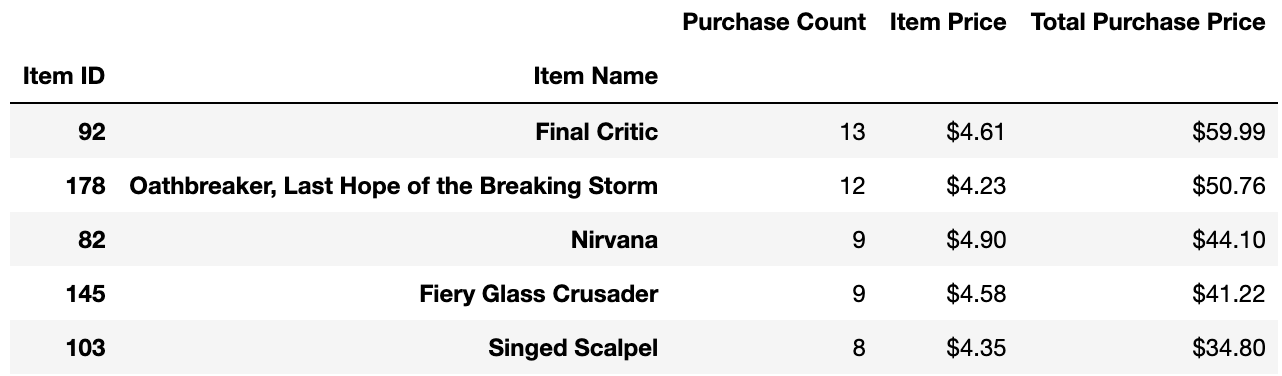 Purchase Count Item Price Total Purchase Price
Item ID Item Name
92 Final Critic 13 $4.61 $59.99
178 Oathbreaker, Last Hope of the Breaking Storm 12 $4.23 $50.76
82 Nirvana 9 $4.90 $44.10
145 Fiery Glass Crusader 9 $4.58 $41.22
103 Singed Scalpel 8 $4.35 $34.80